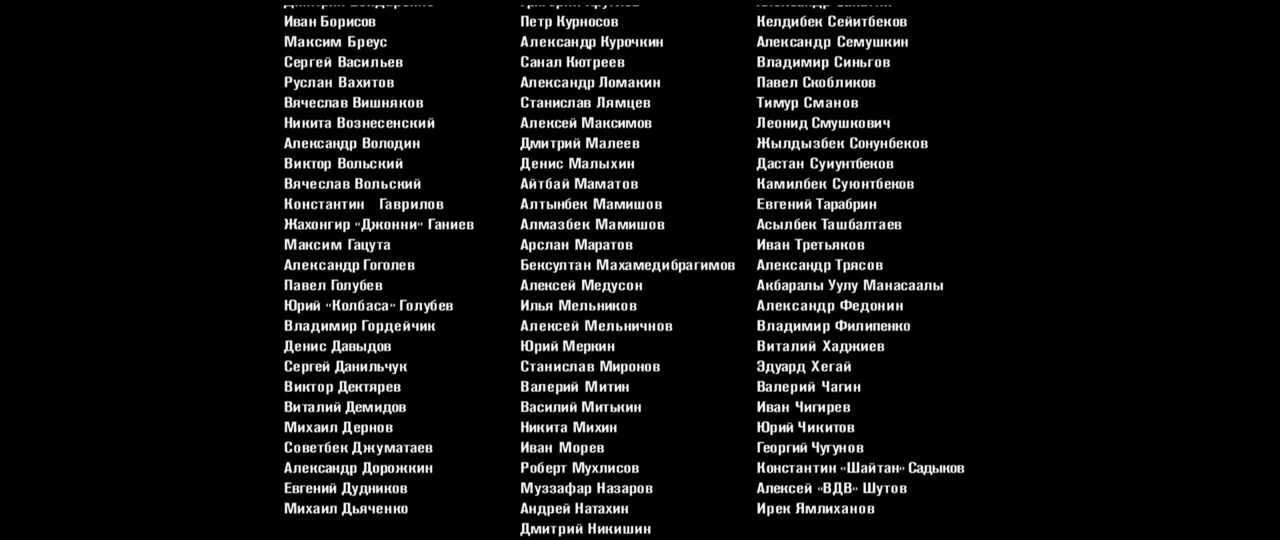 Иван Борисов
Максим Бреус
Сергей Васильев
Руслан Вахитов
Вячеслав Вишняков
Никита Вознесенский
Александр Володин
Виктор Вольский
Вячеслав Вольский
Константин Гаврилов
Жахонгир «Джонни» Ганиев
Максим Гацута
Александр Гоголев
Павел Голубев
Юрий «Колбаса» Голубев
Владимир Гордейчик
Денис Давыдов
Сергей Данильчук
Виктор Дектярев
Виталий Демидов
Михаил Дернов
Советбек Джуматаев
Александр Дорожкин
Евгений Дудников
Михаил Дьяченко
Петр Курносов
Александр Курочкин
Санал Кютреев
Александр Ломакин
Станислав Лямцев
Алексей Максимов
Дмитрий Малеев
Денис Малыхин
Айтбай Маматов
Алтынбек Мамишов
Алмазбек Мамишов
Арслан Маратов
Бексултан Махамедибрагимов
Алексей Медусон
Илья Мельников
Алексей Мельничнов
Юрий Меркин
Станислав Миронов
Валерий Митин
Василий Митькин
Никита Михин
Иван Морев
Роберт Мухлисов
Муззафар Назаров
Андрей Натахин
Дмитрий Никишин
Келдибек Сейитбеков
Александр Семушкин
Владимир Синьгов
Павел Скобликов
Тимур Сманов
Леонид Смушкович
Жылдызбек Сонунбеков
Дастан Суиунтбеков
Камилбек Суюнтбеков
Евгений Тарабрин
Асылбек Ташбалтаев
Иван Третьяков
Александр Трясов
Акбаралы Уулу Манасаалы
Александр Федонин
Владимир Филипенко
Виталий Хаджиев
Эдуард Хегай
Валерий Чагин
Иван Чигирев
Юрий Чикитов
Георгий Чугунов
Константин «Шайтан» Садыков
Алексей «ВДВ» Шутов
Ирек Ямлиханов